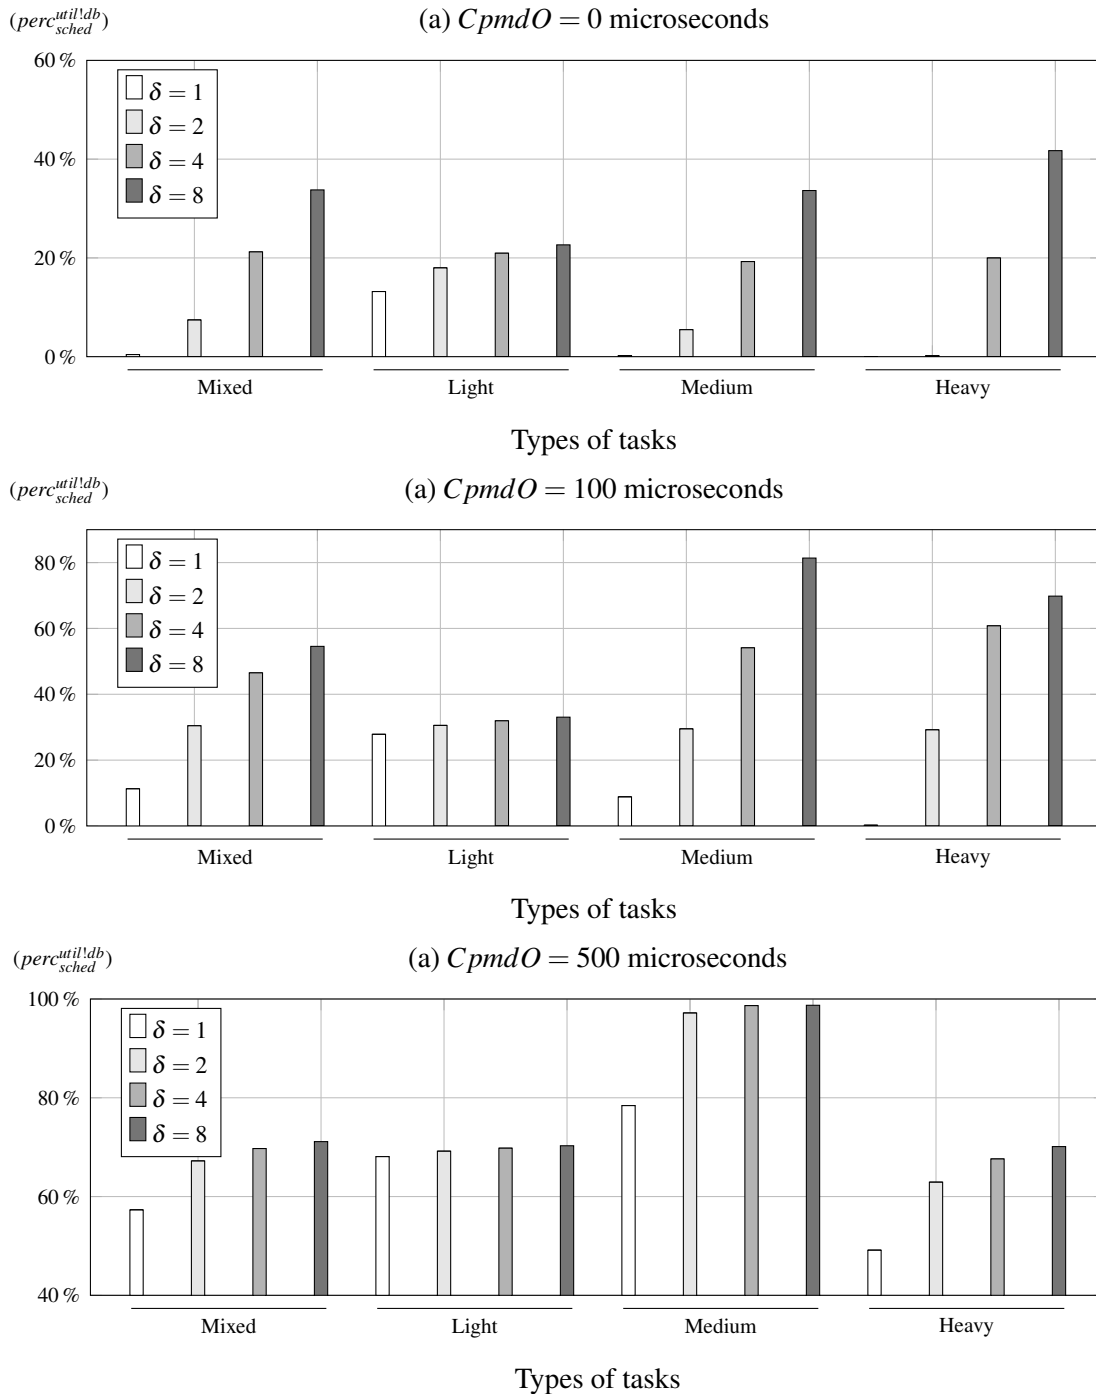 (perc^{util!db}_{sched})
(a) CpmdO = 0 microseconds
60 %
40 %
20 %
0 %
δ = 1
δ = 2
δ = 4
δ = 8
Mixed Light Medium Heavy
Types of tasks
(perc^{util!db}_{sched})
(a) CpmdO = 100 microseconds
80 %
60 %
40 %
20 %
0 %
δ = 1
δ = 2
δ = 4
δ = 8
Mixed Light Medium Heavy
Types of tasks
(perc^{util!db}_{sched})
(a) CpmdO = 500 microseconds
100 %
80 %
60 %
40 %
δ = 1
δ = 2
δ = 4
δ = 8
Mixed Light Medium Heavy
Types of tasks